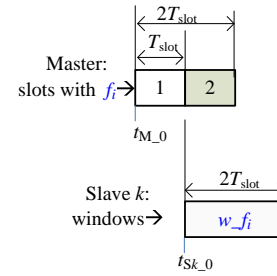 2T_slot
T_slot
Master:
slots with f_i
1 2
t_M_0
2T_slot
Slave k:
windows
w_f_i
t_Sk_0